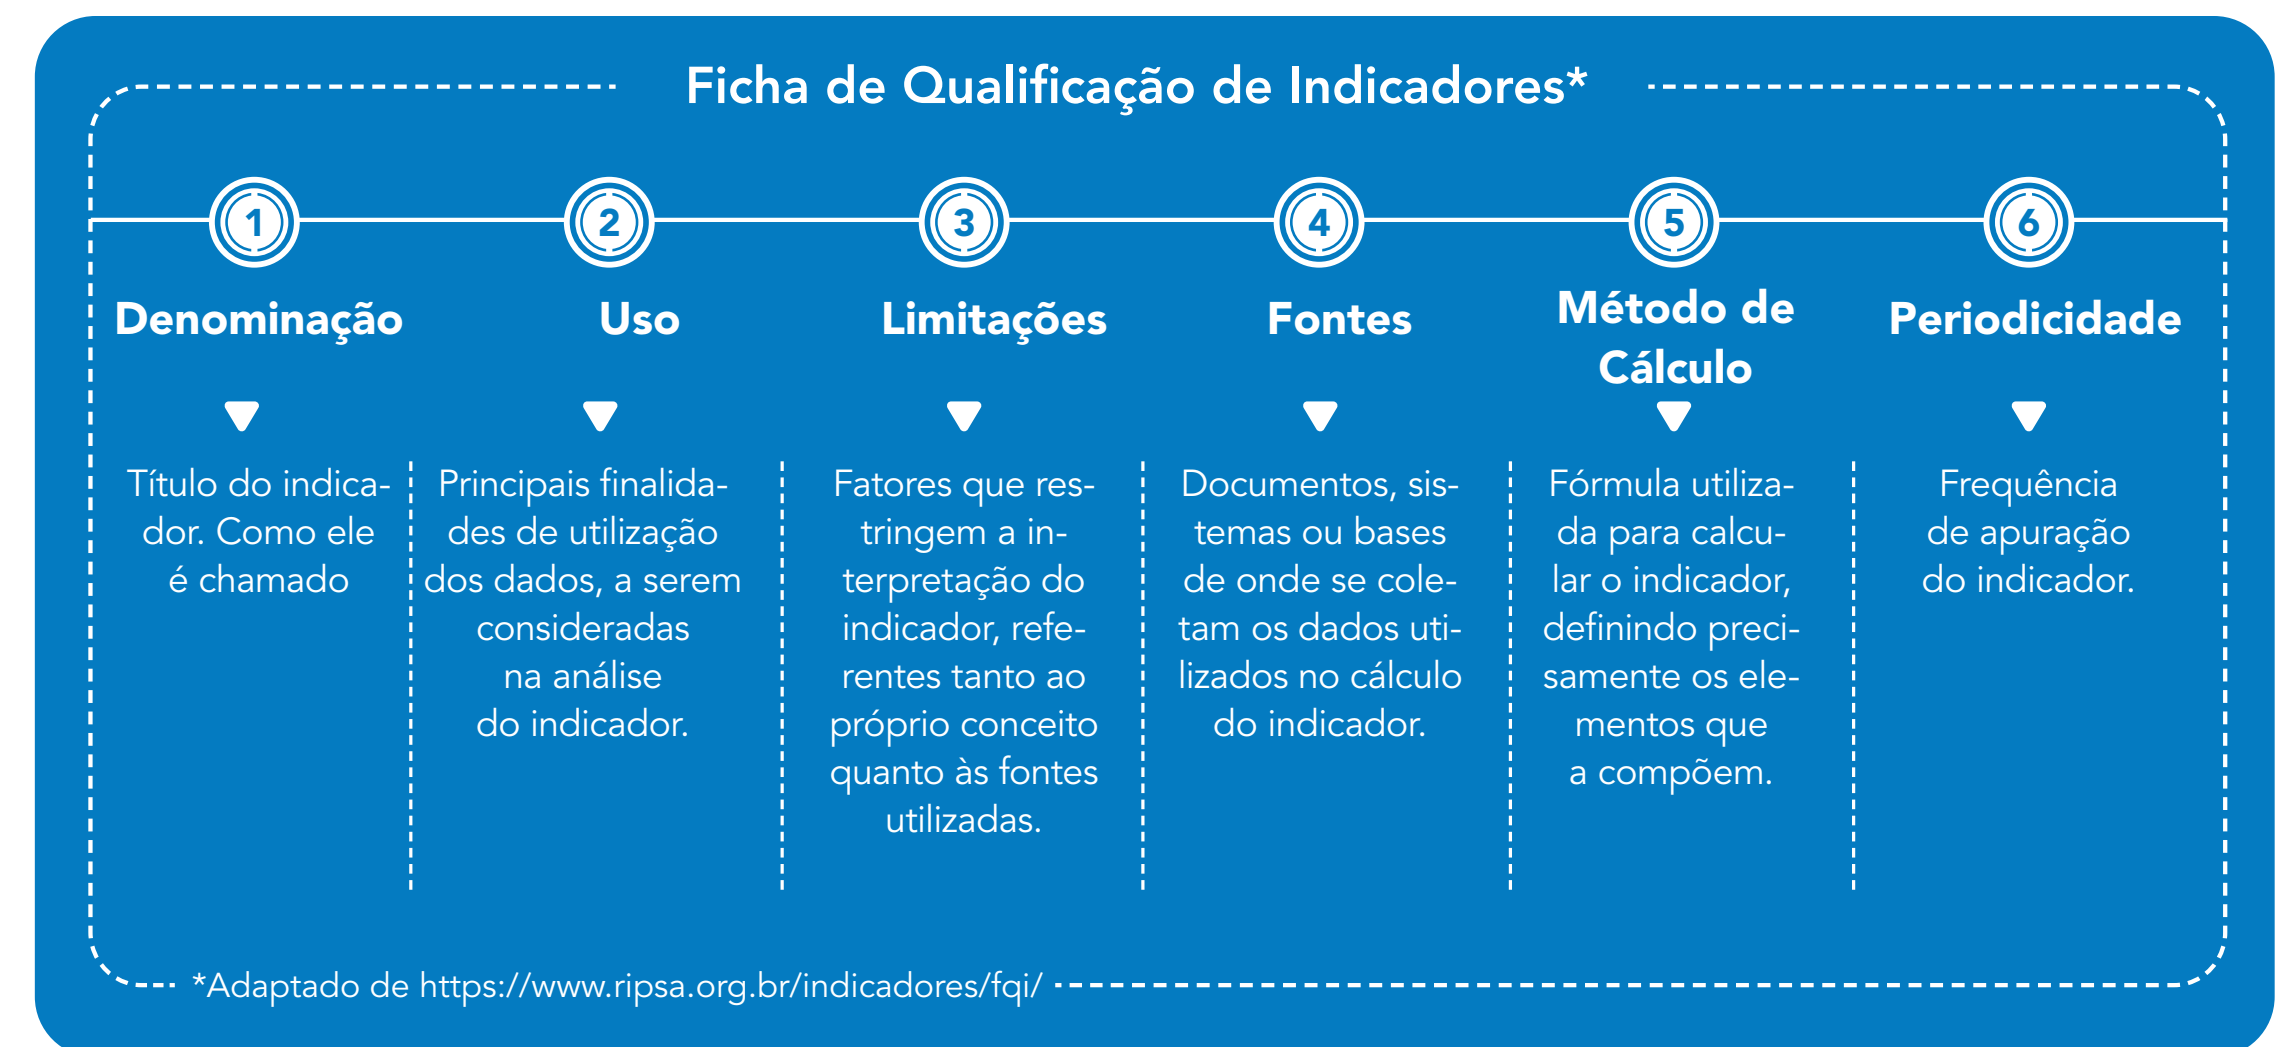 Ficha de Qualificação de Indicadores*
1
Denominação
Título do indica-
dor. Como ele
é chamado
2
Uso
Principais finalida-
des de utilização
dos dados, a serem
consideradas
na análise
do indicador.
3
Limitações
Fatores que res-
tringem a in-
terpretação do
indicador, refe-
rentes tanto ao
próprio conceito
quanto às fontes
utilizadas.
4
Fontes
Documentos, sis-
temas ou bases
de onde se cole-
tam os dados uti-
lizados no cálculo
do indicador.
5
Método de
Cálculo
Fórmula utiliza-
da para calcu-
lar o indicador,
definindo preci-
samente os ele-
mentos que
a compõem.
6
Periodicidade
Frequência
de apuração
do indicador.
*Adaptado de https://www.ripsa.org.br/indicadores/fqi/